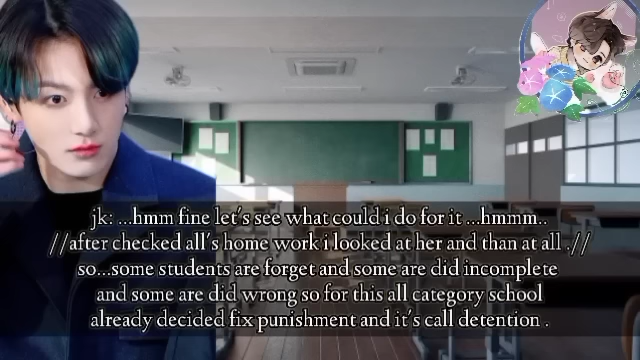 jk: ...hmm fine let's see what could i do for it ...hmmm..
//after checked all's home work i looked at her and than at all .//
so...some students are forget and some are did incomplete
and some are did wrong so for this all category school
already decided fix punishment and it's call detention .